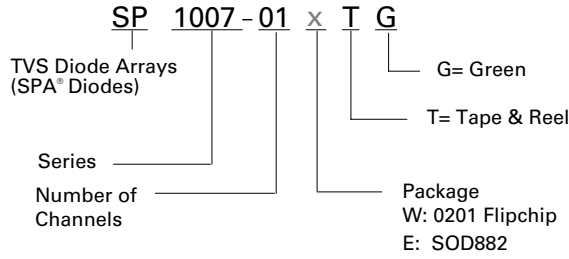 SP 1007-01 x T G
TVS Diode Arrays
(SPA® Diodes)
G= Green
T= Tape & Reel
Series
Number of
Channels
Package
W: 0201 Flipchip
E: SOD882